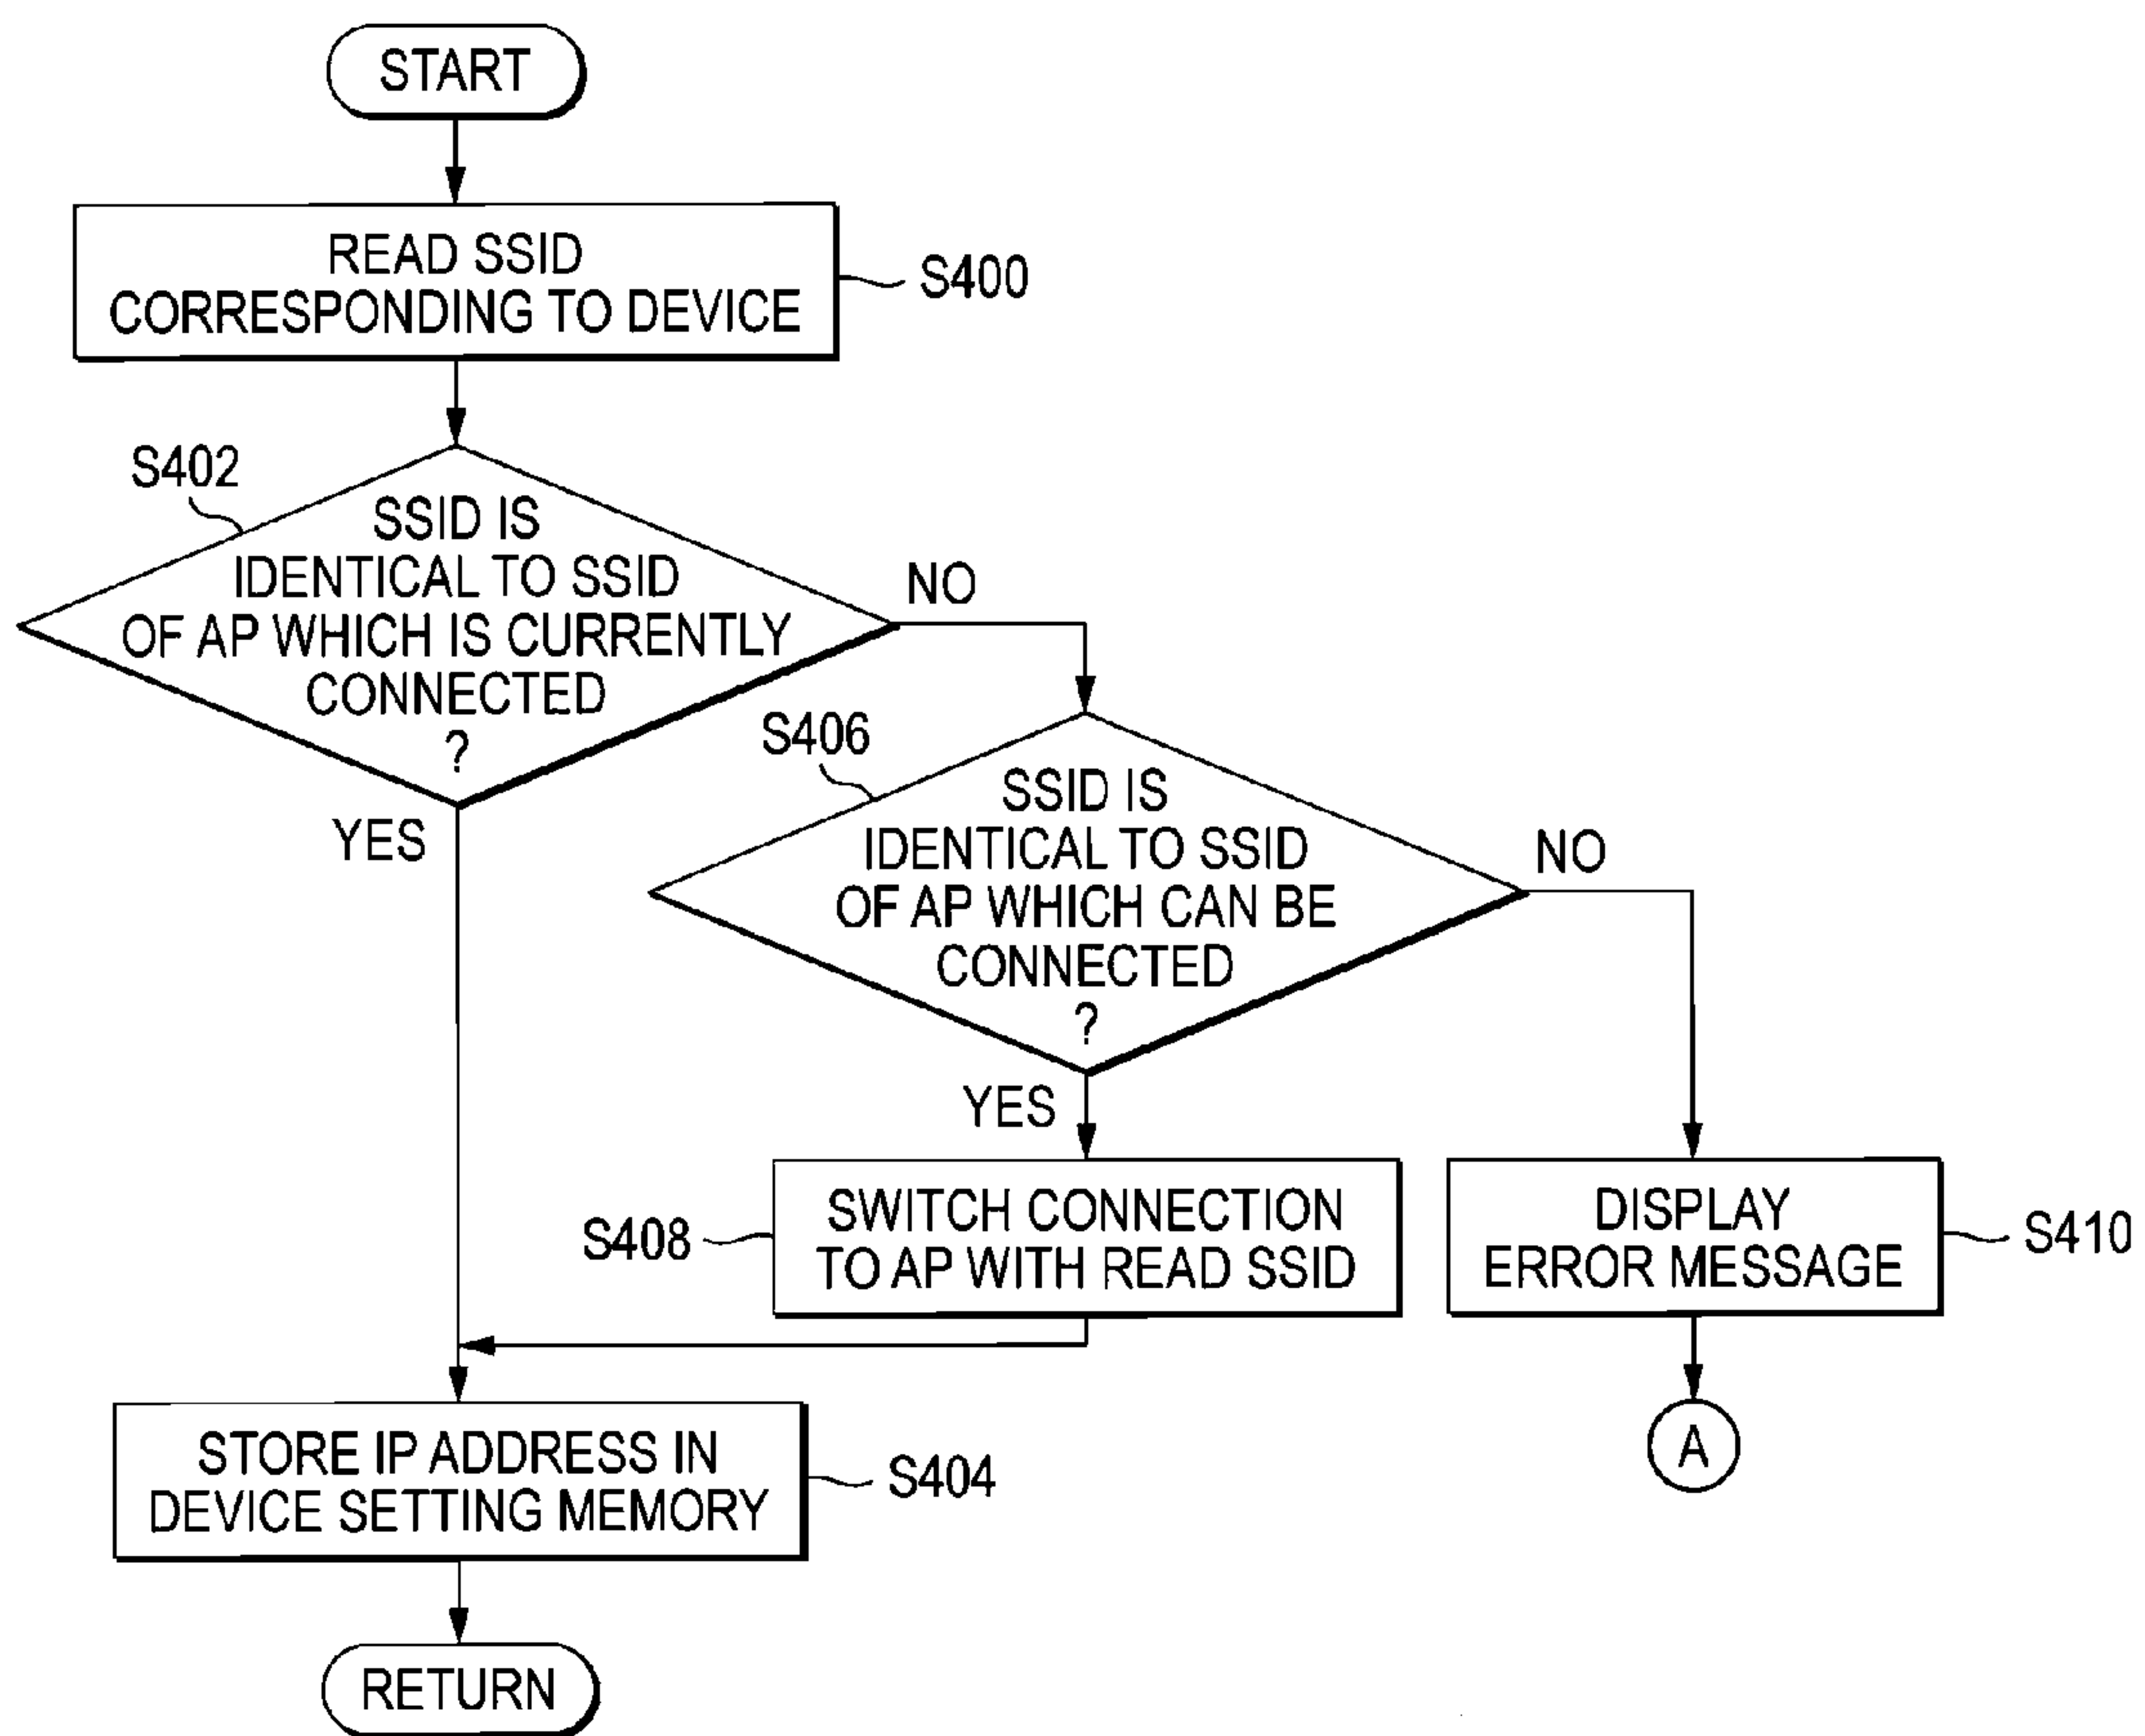 START
READ SSID
CORRESPONDING TO DEVICE
S400
S402
SSID IS
IDENTICAL TO SSID
OF AP WHICH IS CURRENTLY
CONNECTED
?
NO
YES
S406
SSID IS
IDENTICAL TO SSID
OF AP WHICH CAN BE
CONNECTED
?
NO
YES
S408
SWITCH CONNECTION
TO AP WITH READ SSID
DISPLAY
ERROR MESSAGE
S410
A
STORE IP ADDRESS IN
DEVICE SETTING MEMORY
S404
RETURN